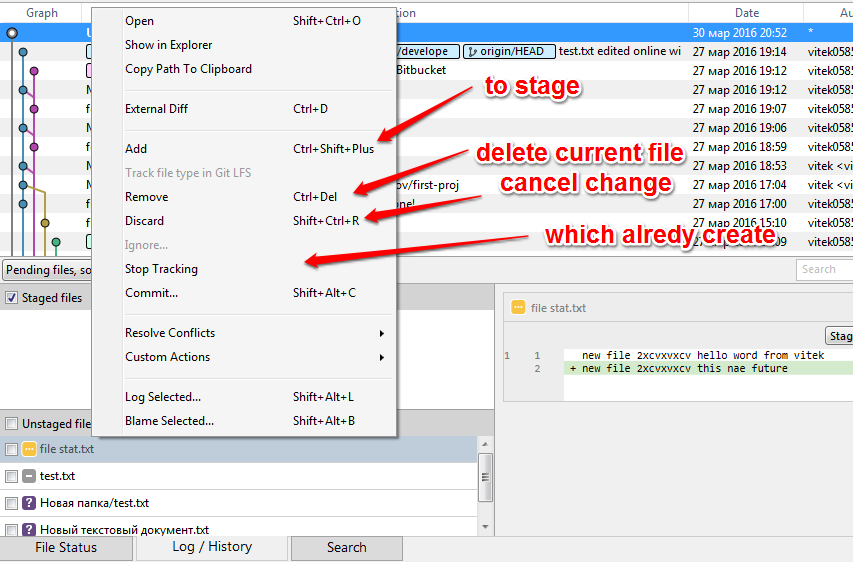 Graph
ion
Date
Au
Open Shift+Ctrl+O
Show in Explorer
Copy Path To Clipboard
External Diff Ctrl+D
Add Ctrl+Shift+Plus
Track file type in Git LFS
Remove Ctrl+Del
Discard Shift+Ctrl+R
Ignore...
Stop Tracking
Commit... Shift+Alt+C
Resolve Conflicts
Custom Actions
Log Selected... Shift+Alt+L
Blame Selected... Shift+Alt+B
U
30 мар 2016 20:52 *
/develope origin/HEAD test.txt edited online wi 27 мар 2016 19:14 vitek0585
Bitbucket 27 мар 2016 19:12 vitek0585
M 27 мар 2016 19:12 vitek0585
f 27 мар 2016 19:07 vitek0585
M 27 мар 2016 19:06 vitek0585
f 27 мар 2016 18:59 vitek0585
27 мар 2016 18:53 vitek <vi
M ov/first-proj 27 мар 2016 17:04 vitek <vi
f 27 мар 2016 17:00 vitek0585
f 27 мар 2016 15:10 vitek0585
09 vitek0585
to stage
delete current file
cancel change
which alredy create
Pending files, so
Search
Staged files
file stat.txt
Stag
1 1 new file 2xcvxvxcv hello word from vitek
2 + new file 2xcvxvxcv this nae future
Unstaged file
file stat.txt
test.txt
Новая папка/test.txt
Новый текстовый документ.txt
File Status
Log / History
Search